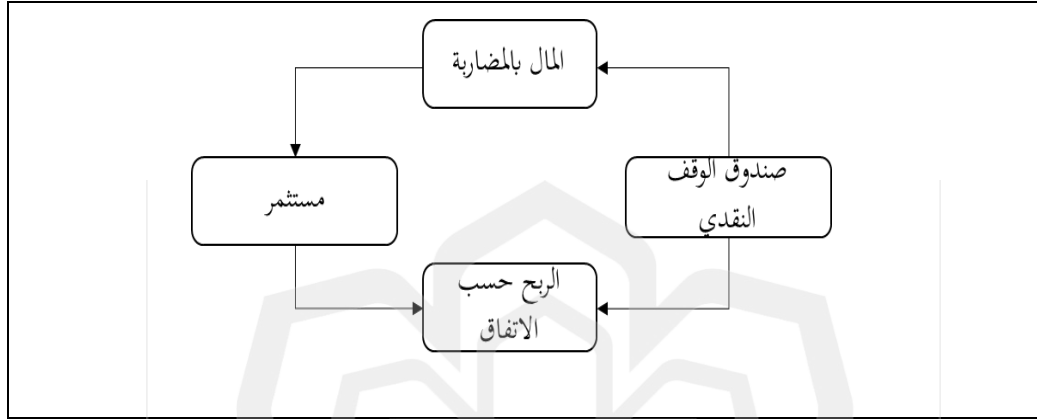 المال بالمضاربة
صندوق الوقف
النقدي
مستثمر
الربح حسب
الاتفاق